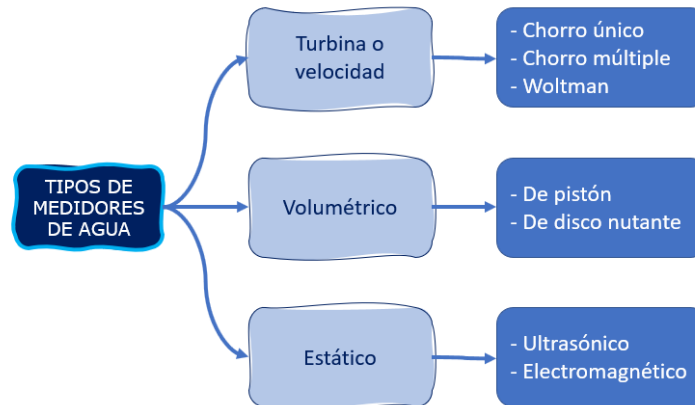 TIPOS DE
MEDIDORES
DE AGUA
Turbina o
velocidad
- Chorro único
- Chorro múltiple
- Woltman
Volumétrico
- De pistón
- De disco nutante
Estático
- Ultrasónico
- Electromagnético